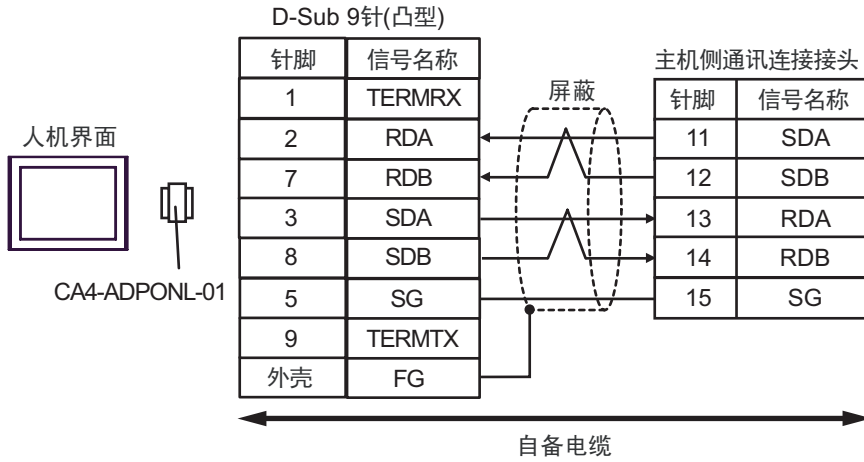 D-Sub 9针(凸型)
针脚 信号名称
1 TERMRX
2 RDA
7 RDB
3 SDA
8 SDB
5 SG
9 TERMTX
外壳 FG
人机界面
CA4-ADPONL-01
屏蔽
主机侧通讯连接接头
针脚 信号名称
11 SDA
12 SDB
13 RDA
14 RDB
15 SG
自备电缆